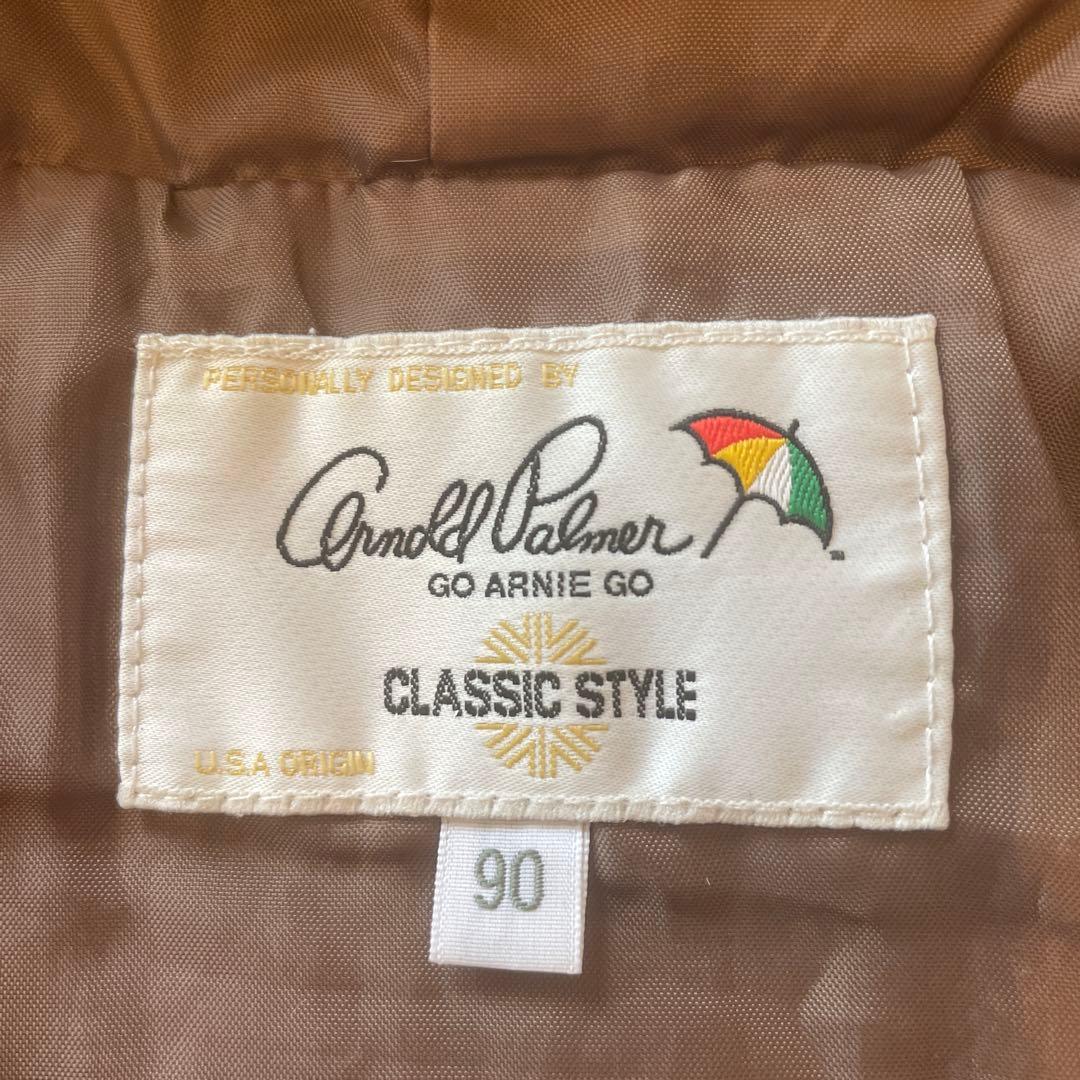 PERSONALLY DESIGNED BY
Arnold Palmer
GO ARNIE GO
CLASSIC STYLE
U.S.A ORIGIN
90